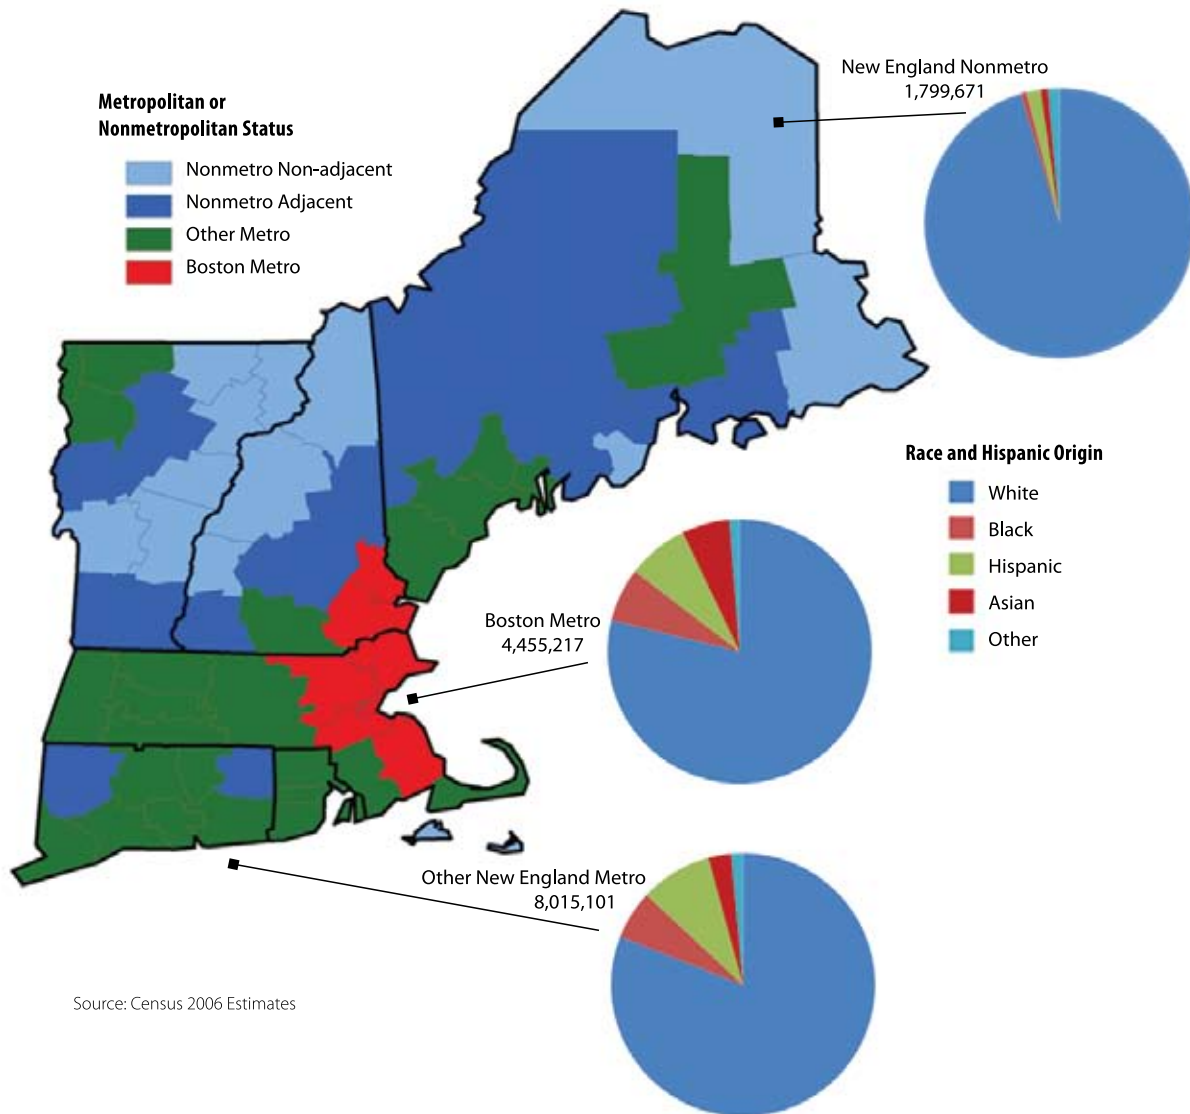 New England Nonmetro
1,799,671
Metropolitan or
Nonmetropolitan Status
Nonmetro Non-adjacent
Nonmetro Adjacent
Other Metro
Boston Metro
Race and Hispanic Origin
White
Black
Hispanic
Asian
Other
Boston Metro
4,455,217
Other New England Metro
8,015,101
Source: Census 2006 Estimates